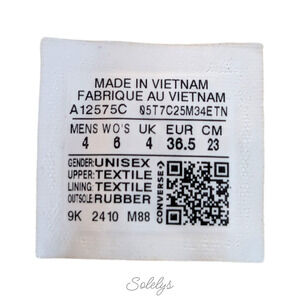 MADE IN VIETNAM
FABRIQUE AU VIETNAM
A12575C 95T7C25M34ETN
MENS WO'S UK EUR CM
4 6 4 36.5 23
GENDER:UNISEX
UPPER:TEXTILE
LINING:TEXTILE
OUTSOLE:RUBBER
CONVERSE
9K 2410 M88
Solelys